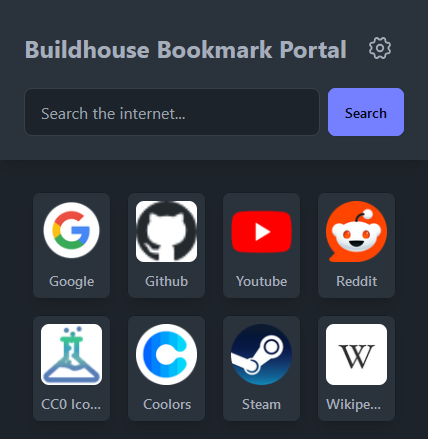 Buildhouse Bookmark Portal
Search the internet...
Search
Google
Github
Youtube
Reddit
CC0 Ico...
Coolors
Steam
W
Wikipe...